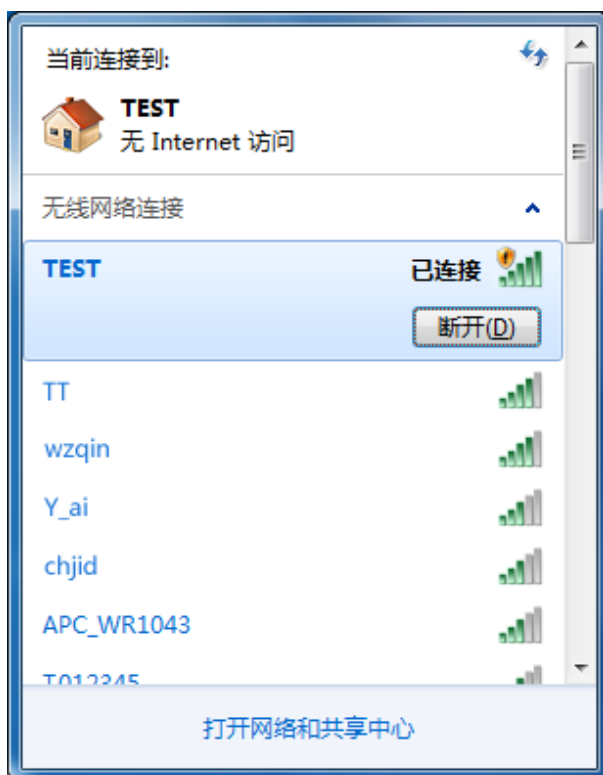 当前连接到:
TEST
无 Internet 访问
无线网络连接
TEST 已连接
断开(D)
TT
wzqin
Y_ai
chjid
APC_WR1043
T012345
打开网络和共享中心